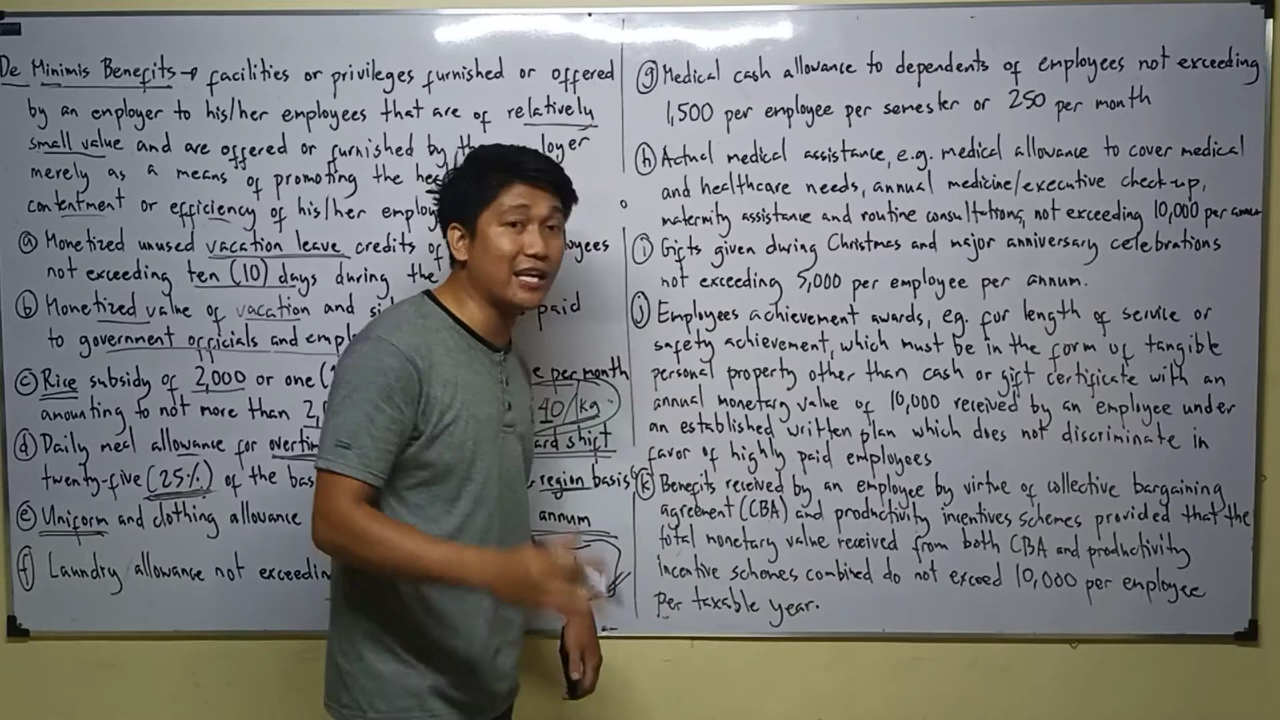 De Minimis Benefits → facilities or privileges furnished or offered
by an employer to his/her employees that are of relatively
small value and are offered or furnished by the loyer
merely as a means of promoting the hea
contentment or efficiency of his/her employ
ⓐ Monetized unused vacation leave credits of oyees
not exceeding ten (10) days during the
ⓑ Monetized value of vacation and si paid
to government officials and empl
ⓒ Rice subsidy of 2,000 or one (1 e per month
amounting to not more than 2, 40/kg
ⓓ Daily meal allowance for overtim ard shift
twenty-five (25%) of the bas region basis
ⓔ Uniform and clothing allowance annum
ⓕ Laundry allowance not exceedin
ⓖ Medical cash allowance to dependents of employees not exceeding
1,500 per employee per semester or 250 per month
ⓗ Actual medical assistance, e.g. medical allowance to cover medical
and healthcare needs, annual medicine/executive check-up,
maternity assistance and routine consultations, not exceeding 10,000 per annum
ⓘ Gifts given during Christmas and major anniversary celebrations
not exceeding 5,000 per employee per annum.
ⓙ Employees achievement awards, eg. for length of service or
safety achievement, which must be in the form of tangible
personal property other than cash or gift certificate with an
annual monetary value of 10,000 received by an employee under
an established written plan which does not discriminate in
favor of highly paid employees
ⓚ Benefits received by an employee by virtue of collective bargaining
agreement (CBA) and productivity incentives schemes provided that the
total monetary value received from both CBA and productivity
incentive schemes combined do not exceed 10,000 per employee
per taxable year.